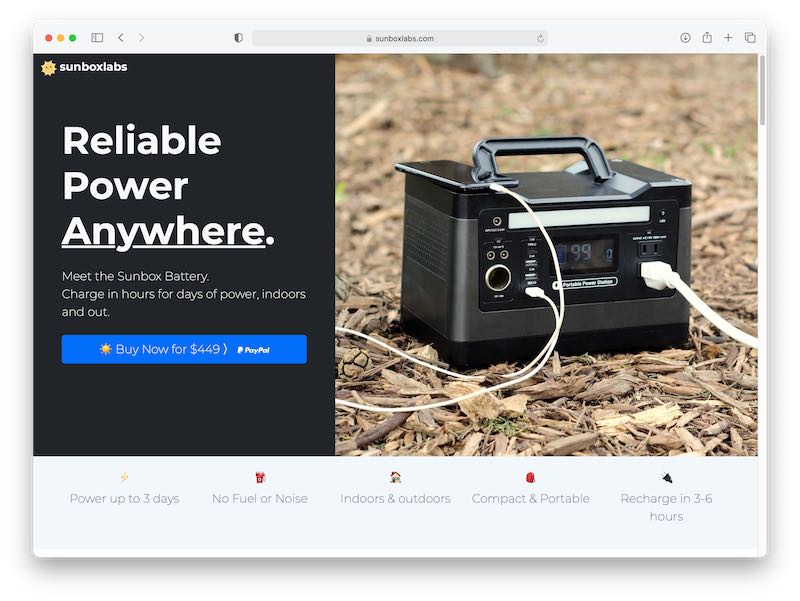 sunboxlabs.com
sunboxlabs
Reliable
Power
Anywhere.
Meet the Sunbox Battery.
Charge in hours for days of power, indoors
and out.
Buy Now for $449 ⟩ PayPal
99 0
Portable Power Station
Power up to 3 days
No Fuel or Noise
Indoors & outdoors
Compact & Portable
Recharge in 3-6
hours